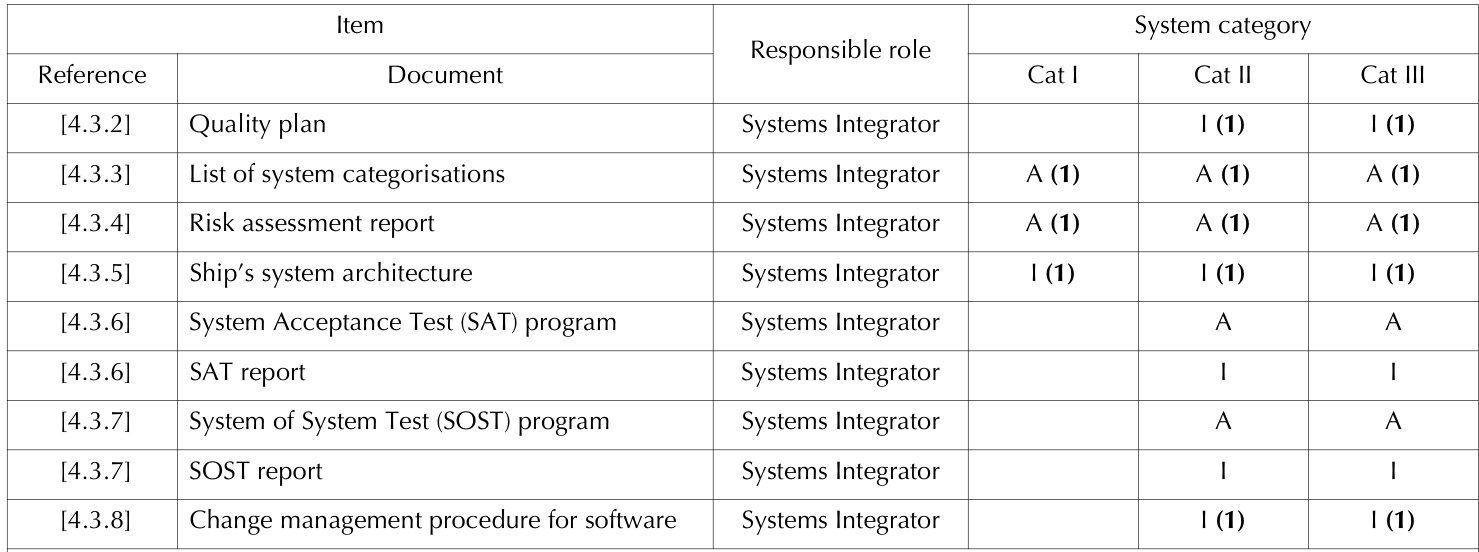 Item Responsible role System category
Reference Document Cat I Cat II Cat III
[4.3.2] Quality plan Systems Integrator I (1) I (1)
[4.3.3] List of system categorisations Systems Integrator A (1) A (1) A (1)
[4.3.4] Risk assessment report Systems Integrator A (1) A (1) A (1)
[4.3.5] Ship’s system architecture Systems Integrator I (1) I (1) I (1)
[4.3.6] System Acceptance Test (SAT) program Systems Integrator A A
[4.3.6] SAT report Systems Integrator I I
[4.3.7] System of System Test (SOST) program Systems Integrator A A
[4.3.7] SOST report Systems Integrator I I
[4.3.8] Change management procedure for software Systems Integrator I (1) I (1)